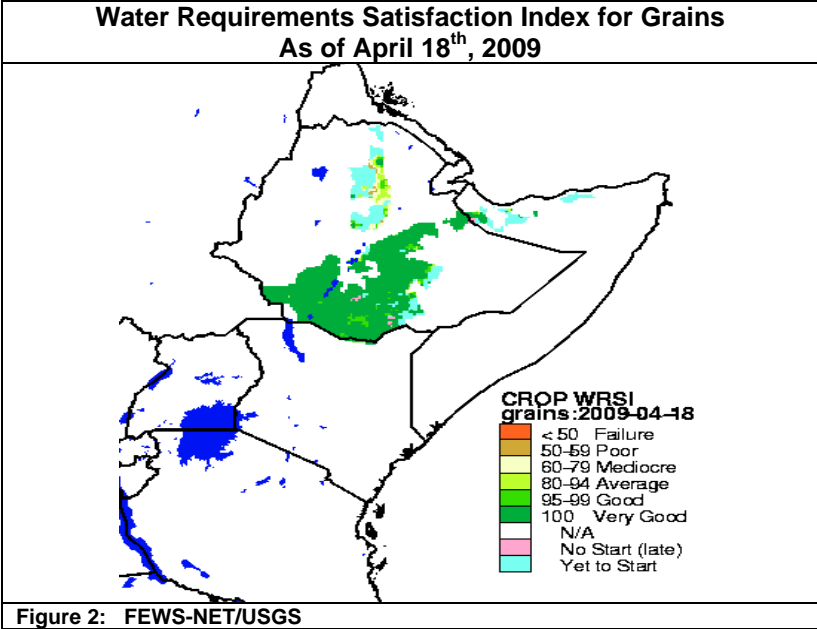 Water Requirements Satisfaction Index for Grains
As of April 18th, 2009
CROP WRSI
grains:2009-04-18
< 50 Failure
50-59 Poor
60-79 Mediocre
80-94 Average
95-99 Good
100 Very Good
N/A
No Start (late)
Yet to Start
Figure 2: FEWS-NET/USGS